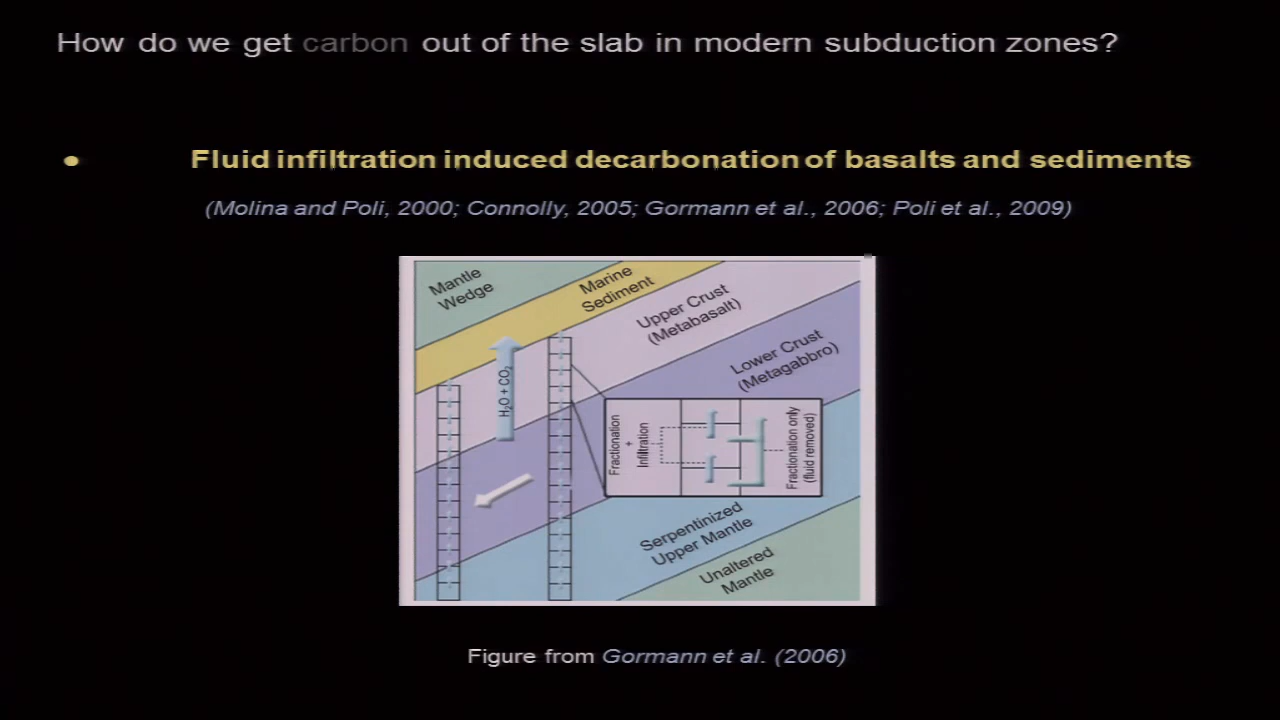 How do we get carbon out of the slab in modern subduction zones?
• Fluid infiltration induced decarbonation of basalts and sediments
(Molina and Poli, 2000; Connolly, 2005; Gormann et al., 2006; Poli et al., 2009)
Mantle
Wedge
Marine
Sediment
Upper Crust
(Metabasalt)
Lower Crust
(Metagabbro)
H₂O + CO₂
Fractionation
+
Infiltration
Fractionation only
(fluid removed)
Serpentinized
Upper Mantle
Unaltered
Mantle
Figure from Gormann et al. (2006)